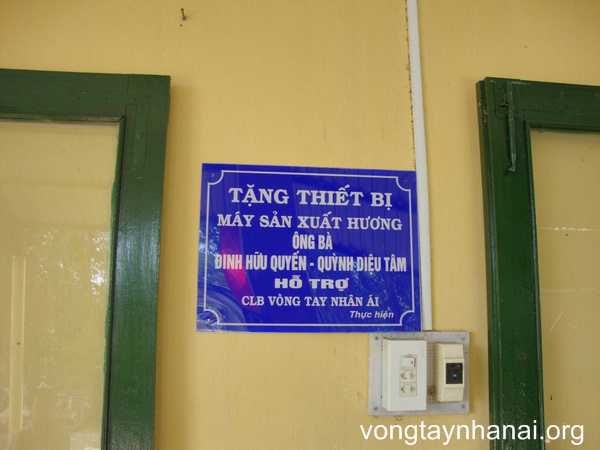 TẶNG THIẾT BỊ
MÁY SẢN XUẤT HƯƠNG
ÔNG BÀ
ĐINH HỮU QUYẾN - QUỲNH DIỆU TÂM
HỖ TRỢ
CLB VÒNG TAY NHÂN ÁI
Thực hiện
vongtaynhanai.org